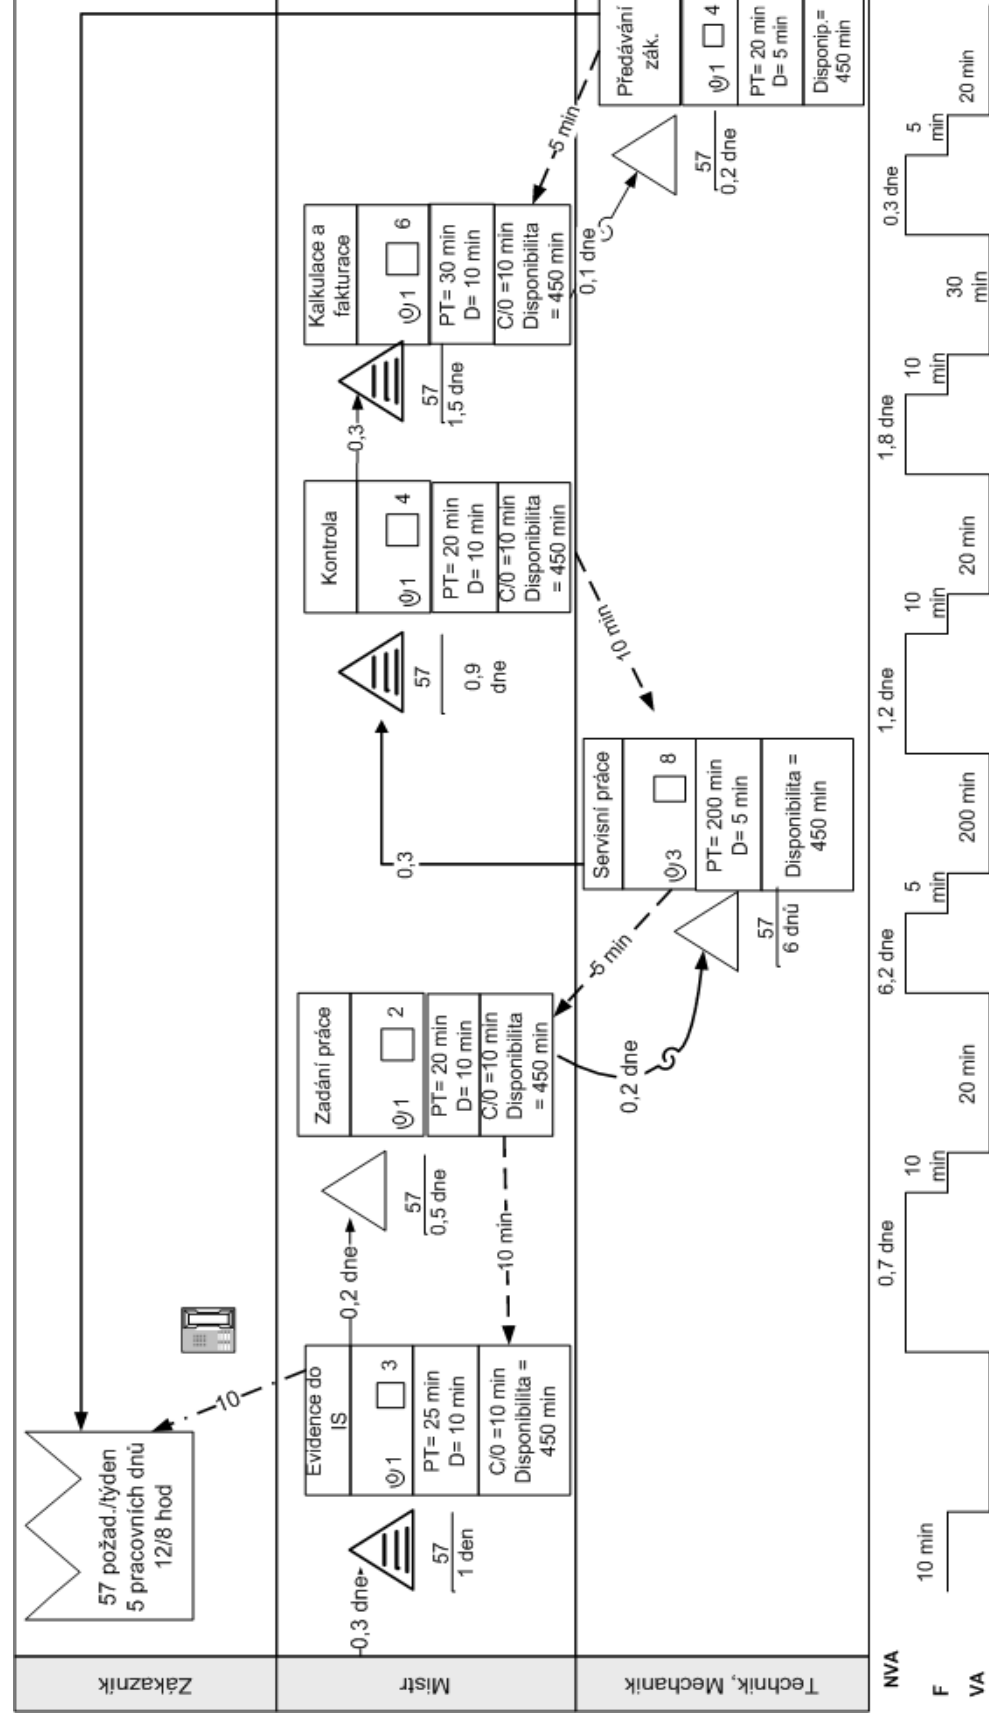 Zákazník
57 požad./týden
5 pracovních dnů
12/8 hod
10
Mistr
0,3 dne
57
1 den
Evidence do
IS
1
3
PT= 25 min
D= 10 min
C/0 =10 min
Disponibilita =
450 min
0,2 dne
57
0,5 dne
10 min
Zadání práce
1
2
PT= 20 min
D= 10 min
C/0 =10 min
Disponibilita
= 450 min
0,2 dne
5 min
0,3
57
0,9
dne
Kontrola
1
4
PT= 20 min
D= 10 min
C/0 =10 min
Disponibilita
= 450 min
10 min
0,3
57
1,5 dne
Kalkulace a
fakturace
1
6
PT= 30 min
D= 10 min
C/0 =10 min
Disponibilita
= 450 min
0,1 dne
5 min
Technik, Mechanik
57
6 dnů
Servisní práce
3
8
PT= 200 min
D= 5 min
Disponibilita =
450 min
57
0,2 dne
Předávání
zák.
1
4
PT= 20 min
D= 5 min
Disponip.=
450 min
NVA
0,7 dne
6,2 dne
1,2 dne
1,8 dne
0,3 dne
F
10 min
10
min
5
min
10
min
10
min
5
min
VA
20 min
200 min
20 min
30
min
20 min